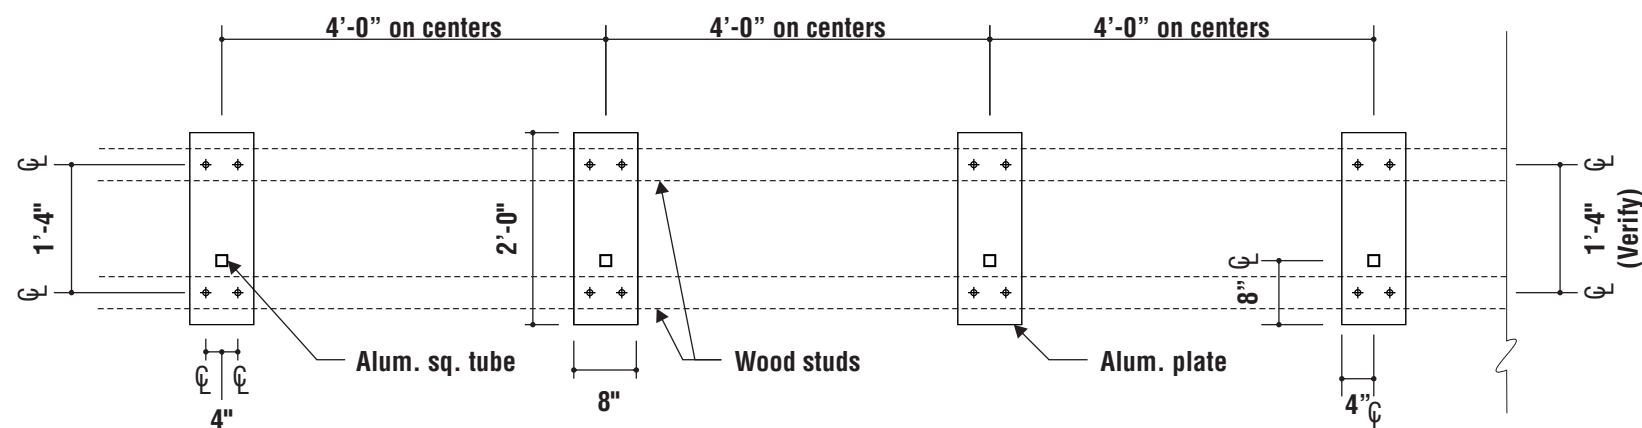 4’-0” on centers
4’-0” on centers
4’-0” on centers
℄
℄
1’-4"
2’-0"
℄
8” ℄
1’-4"
(Verify)
℄
℄
Alum. sq. tube
Wood studs
Alum. plate
℄ ℄
4"
8"
4” ℄